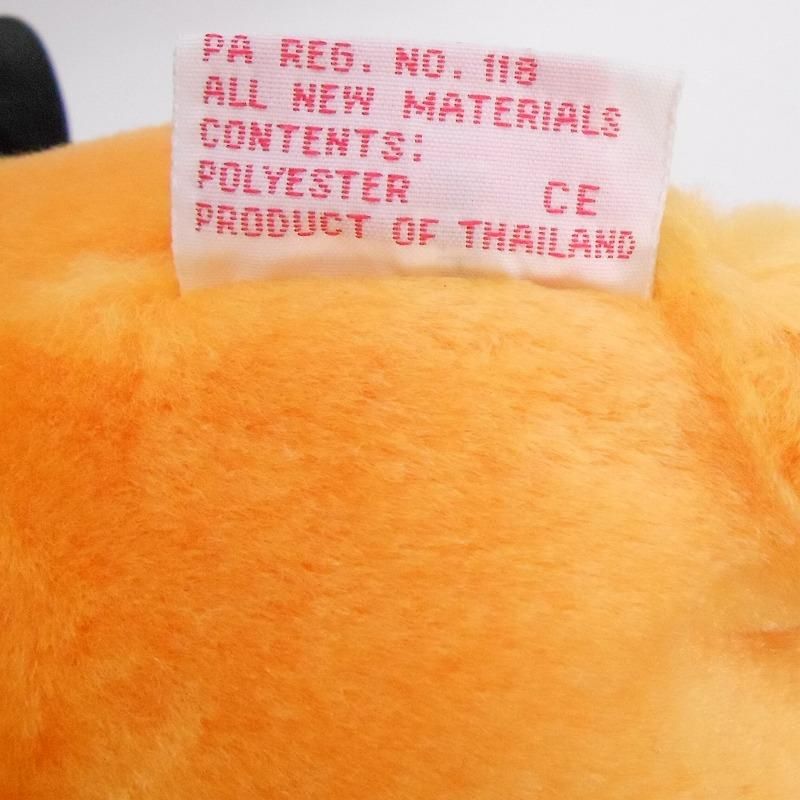 PA REG. NO. 118
ALL NEW MATERIALS
CONTENTS:
POLYESTER CE
PRODUCT OF THAILAND